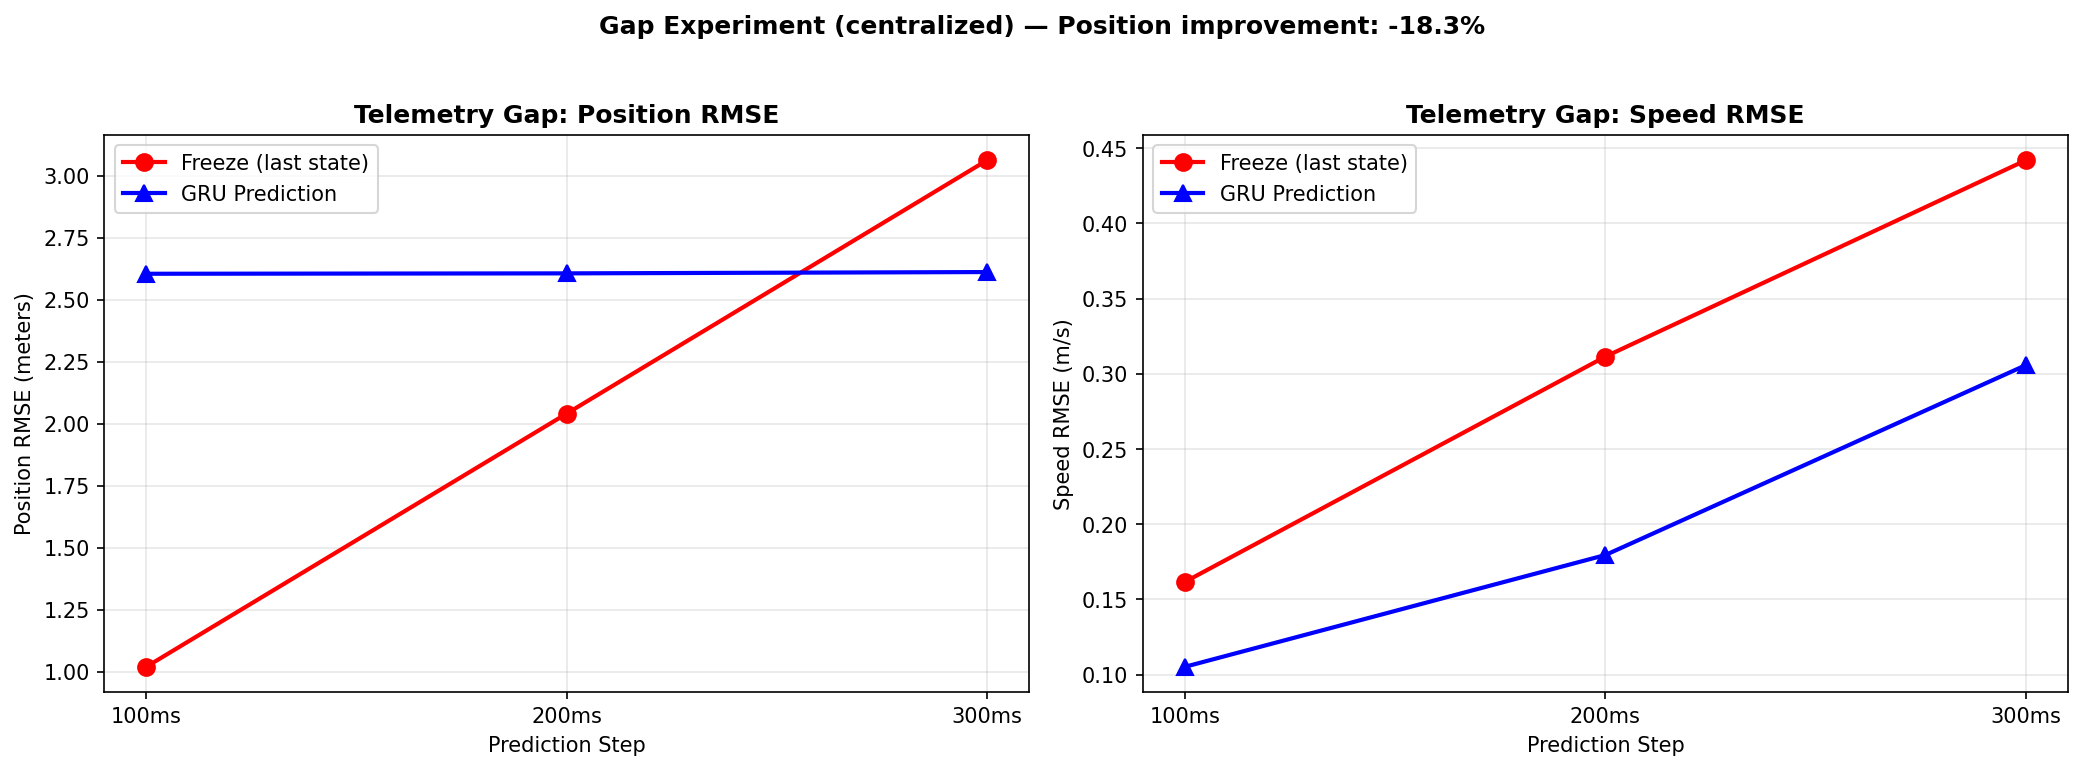 Gap Experiment (centralized) — Position improvement: -18.3%
Telemetry Gap: Position RMSE
Freeze (last state)
GRU Prediction
Position RMSE (meters)
3.00
2.75
2.50
2.25
2.00
1.75
1.50
1.25
1.00
100ms
200ms
300ms
Prediction Step
Telemetry Gap: Speed RMSE
Freeze (last state)
GRU Prediction
Speed RMSE (m/s)
0.45
0.40
0.35
0.30
0.25
0.20
0.15
0.10
100ms
200ms
300ms
Prediction Step